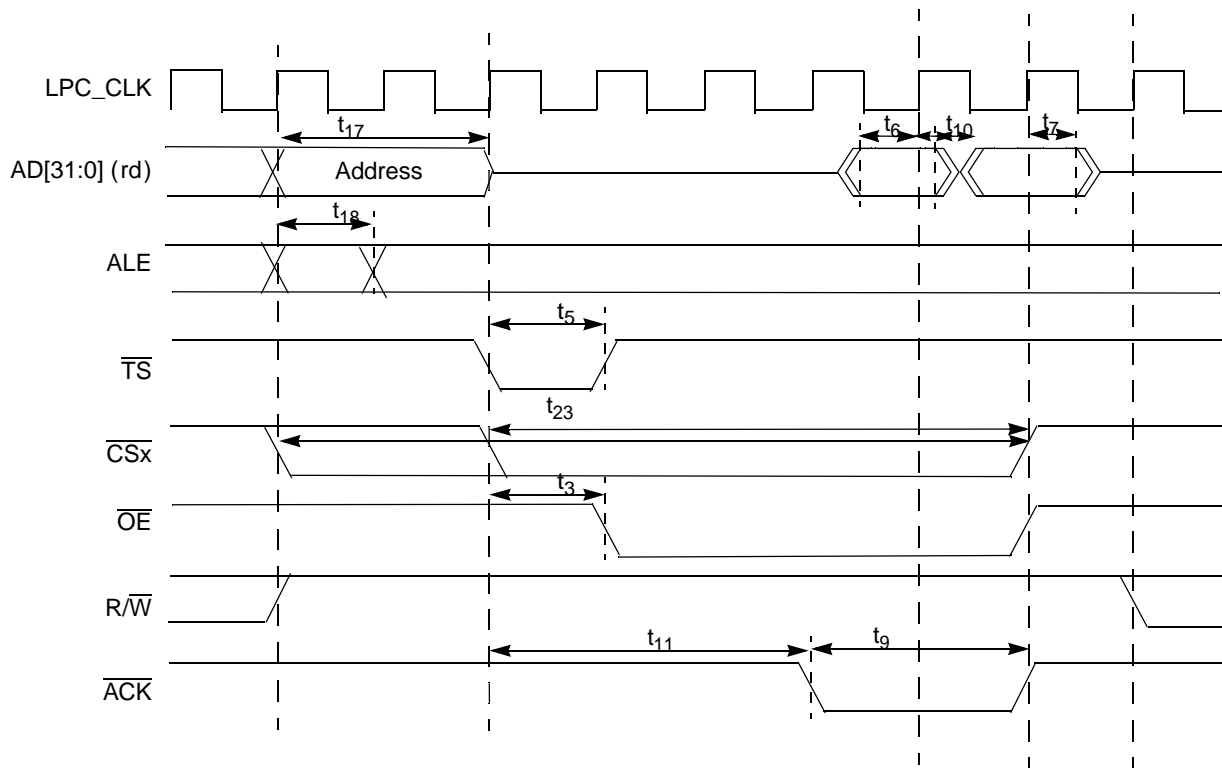 LPC_CLK
t17
t6
t10
t7
AD[31:0] (rd)
Address
t18
ALE
t5
TS
t23
CSx
t3
OE
R/W
t11
t9
ACK